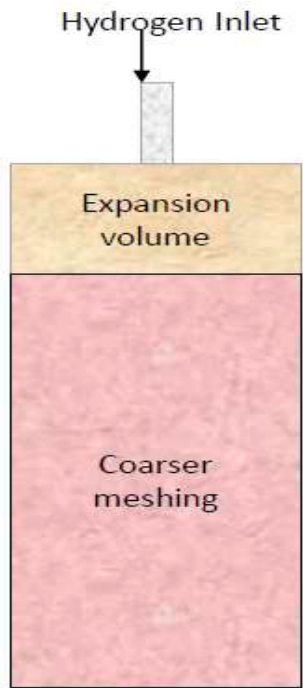 Hydrogen Inlet
Expansion
volume
Coarser
meshing